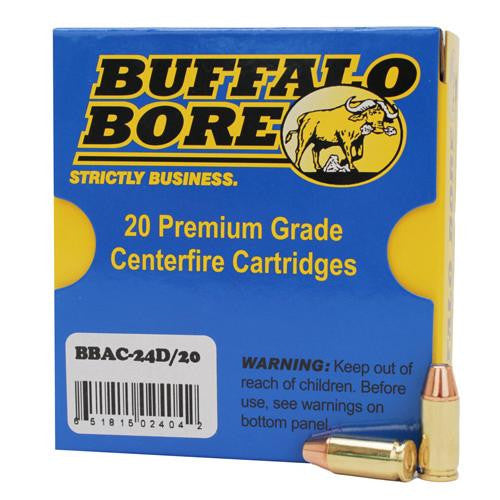 BUFFALO
BORE
STRICTLY BUSINESS.
20 Premium Grade
Centerfire Cartridges
BBAC-24D/20
6 51815 02404 2
WARNING: Keep out of
reach of children. Before
use, see warnings on
bottom panel.